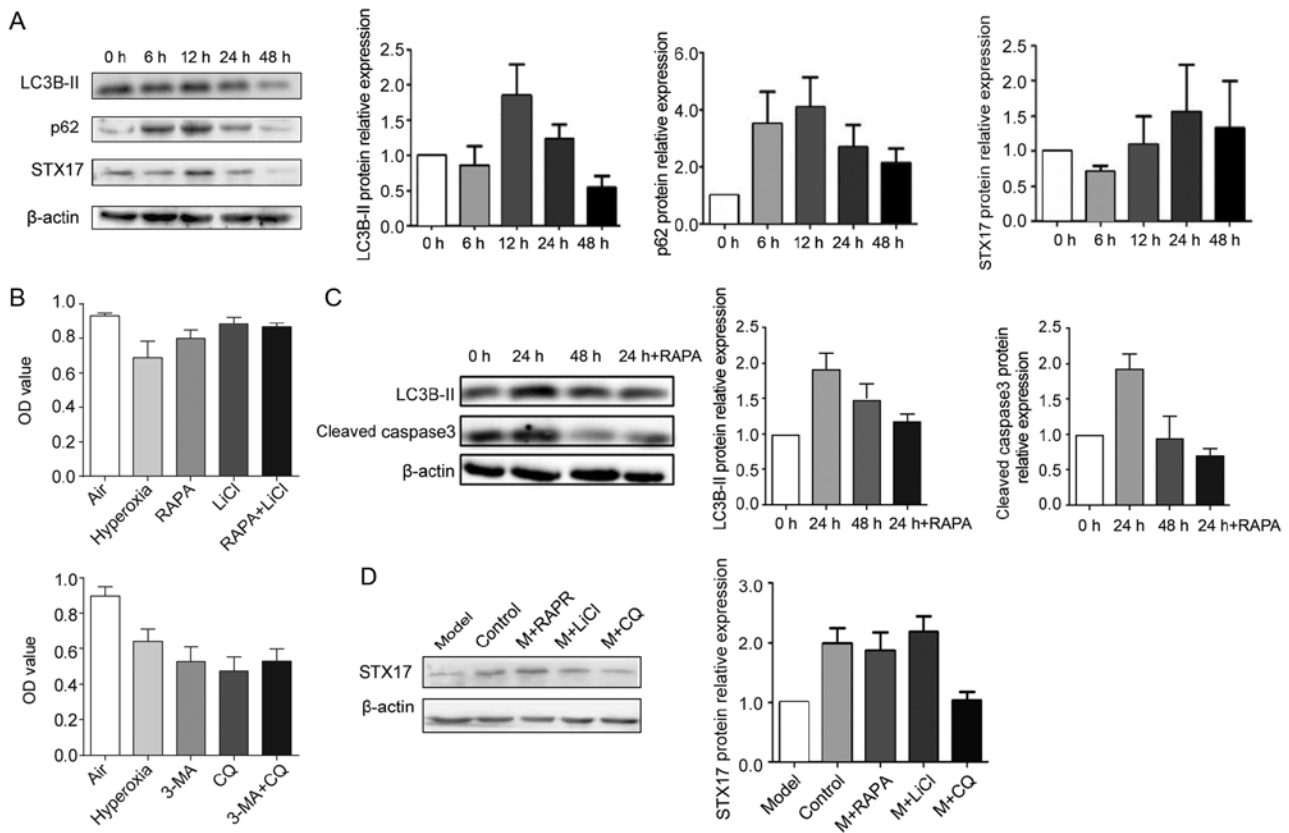 A
0 h 6 h 12 h 24 h 48 h
LC3B-II
p62
STX17
β-actin
LC3B-II protein relative expression
2.5
2.0
1.5
1.0
0.5
0.0
0 h 6 h 12 h 24 h 48 h
p62 protein relative expression
6.0
4.0
2.0
0.0
0 h 6 h 12 h 24 h 48 h
STX17 protein relative expression
2.5
2.0
1.5
1.0
0.5
0.0
0 h 6 h 12 h 24 h 48 h
B
OD value
1.0
0.8
0.6
0.4
0.2
0.0
Air
Hyperoxia
RAPA
LiCl
RAPA+LiCl
OD value
1.0
0.8
0.6
0.4
0.2
0.0
Air
Hyperoxia
3-MA
CQ
3-MA+CQ
C
0 h 24 h 48 h 24 h+RAPA
LC3B-II
Cleaved caspase3
β-actin
LC3B-II protein relative expression
2.5
2.0
1.5
1.0
0.5
0.0
0 h 24 h 48 h 24 h+RAPA
Cleaved caspase3 protein
relative expression
2.5
2.0
1.5
1.0
0.5
0.0
0 h 24 h 48 h 24 h+RAPA
D
Model
Control
M+RAPR
M+LiCl
M+CQ
STX17
β-actin
STX17 protein relative expression
3.0
2.0
1.0
0.0
Model
Control
M+RAPA
M+LiCl
M+CQ